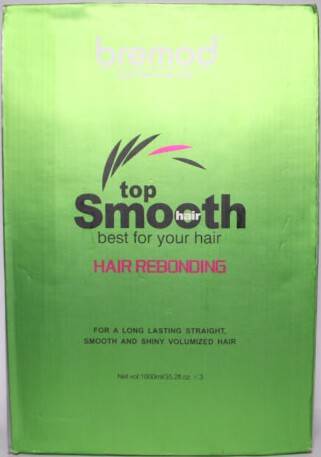 bremod
top
Smooth
hair
best for your hair
HAIR REBONDING
FOR A LONG LASTING STRAIGHT,
SMOOTH AND SHINY VOLUMIZED HAIR
Net vol:1000ml/35.2fl.oz × 3